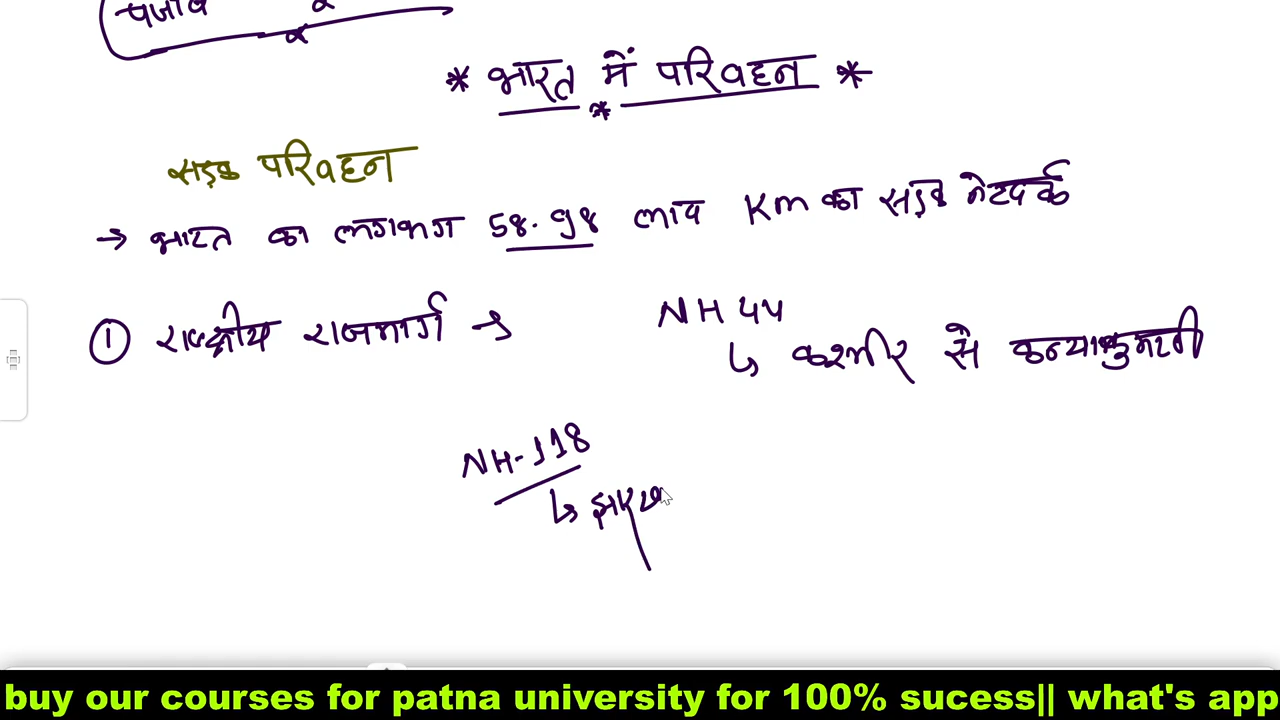 पंजाब
* भारत में परिवहन *
*
सड़क परिवहन
→ भारत का लगभग 58.98 लाख Km का सड़क नेटवर्क
① राष्ट्रीय राजमार्ग →
NH 44
↳ कश्मीर से कन्याकुमारी
NH-118
↳ झारख
buy our courses for patna university for 100% sucess|| what's app